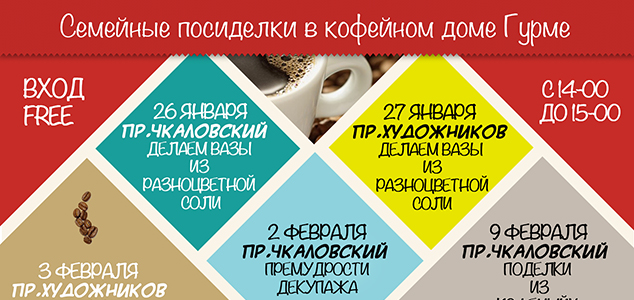 Семейные посиделки в кофейном доме Гурме
ВХОД
FREE
С 14-00
ДО 15-00
26 ЯНВАРЯ
ПР.ЧКАЛОВСКИЙ
ДЕЛАЕМ ВАЗЫ
ИЗ
РАЗНОЦВЕТНОЙ
СОЛИ
27 ЯНВАРЯ
ПР.ХУДОЖНИКОВ
ДЕЛАЕМ ВАЗЫ
ИЗ
РАЗНОЦВЕТНОЙ
СОЛИ
3 ФЕВРАЛЯ
ПР.ХУДОЖНИКОВ
2 ФЕВРАЛЯ
ПР.ЧКАЛОВСКИЙ
ПРЕМУДРОСТИ
ДЕКУПАЖА
9 ФЕВРАЛЯ
ПР.ЧКАЛОВСКИЙ
ПОДЕЛКИ
ИЗ